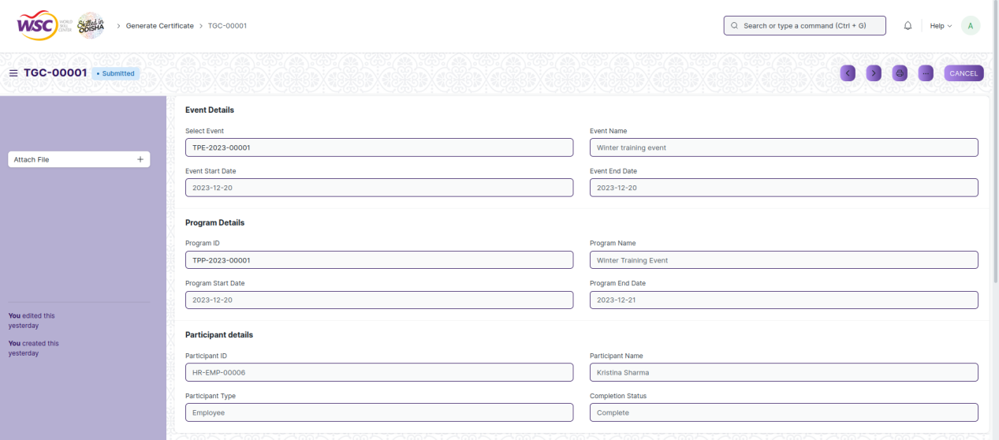 WSC WORLD SKILL CENTER
Skilled in ODISHA
Generate Certificate
TGC-00001
Search or type a command (Ctrl + G)
Help
A
TGC-00001
• Submitted
CANCEL
Attach File
You edited this
yesterday
You created this
yesterday
Event Details
Select Event
TPE-2023-00001
Event Name
Winter training event
Event Start Date
2023-12-20
Event End Date
2023-12-20
Program Details
Program ID
TPP-2023-00001
Program Name
Winter Training Event
Program Start Date
2023-12-20
Program End Date
2023-12-21
Participant details
Participant ID
HR-EMP-00006
Participant Name
Kristina Sharma
Participant Type
Employee
Completion Status
Complete